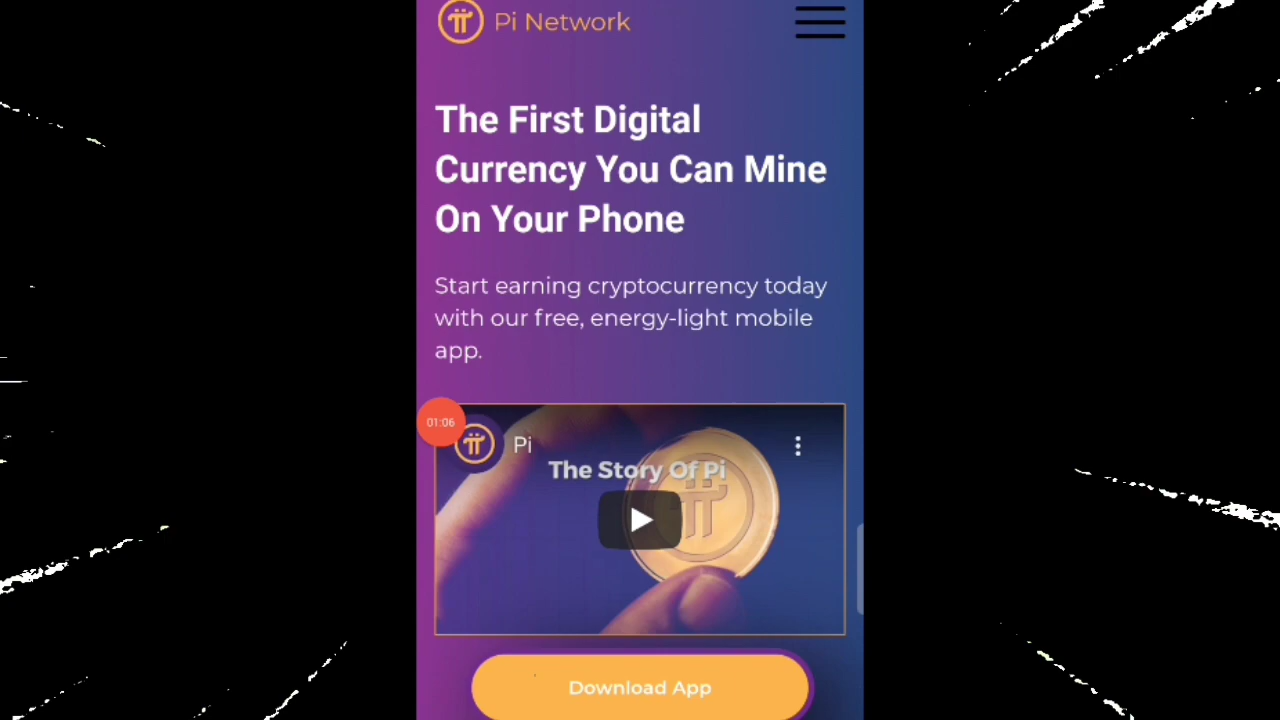 Pi Network
The First Digital
Currency You Can Mine
On Your Phone
Start earning cryptocurrency today
with our free, energy-light mobile
app.
01:06
Pi
The Story Of Pi
Download App